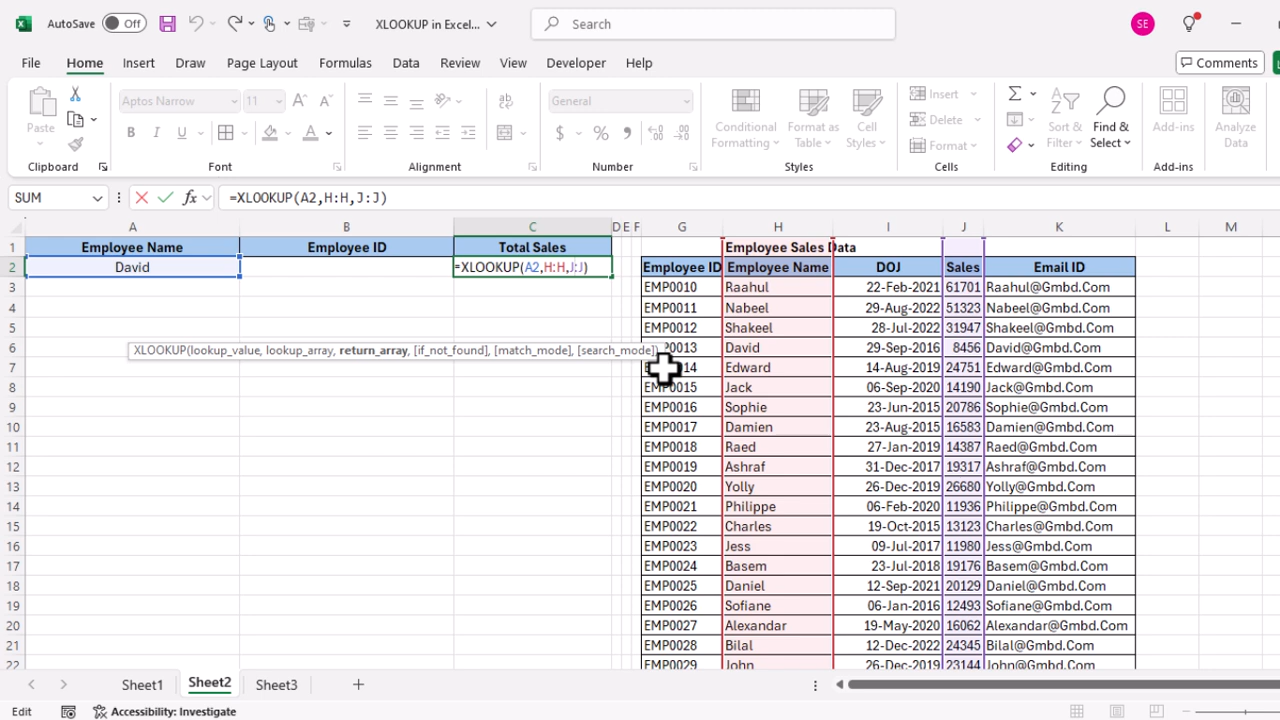 AutoSave Off XLOOKUP in Excel... Search SE
File Home Insert Draw Page Layout Formulas Data Review View Developer Help Comments
Paste Aptos Narrow 11 A A ab General Conditional Formatting Format as Table Cell Styles Insert Delete Format Sort & Filter Find & Select Add-ins Analyze Data
B I U A $ %
Clipboard Font Alignment Number Styles Cells Editing Add-ins
SUM fx =XLOOKUP(A2,H:H,J:J)
A B C D E F G H I J K L M
1 Employee Name Employee ID Total Sales Employee Sales Data
2 David =XLOOKUP(A2,H:H,J:J) Employee ID Employee Name DOJ Sales Email ID
3 EMP0010 Raahul 22-Feb-2021 61701 Raahul@Gmbd.Com
4 EMP0011 Nabeel 29-Aug-2022 51323 Nabeel@Gmbd.Com
5 EMP0012 Shakeel 28-Jul-2022 31947 Shakeel@Gmbd.Com
6 XLOOKUP(lookup_value, lookup_array, return_array, [if_not_found], [match_mode], [search_mode]) P0013 David 29-Sep-2016 8456 David@Gmbd.Com
7 14 Edward 14-Aug-2019 24751 Edward@Gmbd.Com
8 EMP0015 Jack 06-Sep-2020 14190 Jack@Gmbd.Com
9 EMP0016 Sophie 23-Jun-2015 20786 Sophie@Gmbd.Com
10 EMP0017 Damien 23-Aug-2015 16583 Damien@Gmbd.Com
11 EMP0018 Raed 27-Jan-2019 14387 Raed@Gmbd.Com
12 EMP0019 Ashraf 31-Dec-2017 19317 Ashraf@Gmbd.Com
13 EMP0020 Yolly 26-Dec-2019 26680 Yolly@Gmbd.Com
14 EMP0021 Philippe 06-Feb-2020 11936 Philippe@Gmbd.Com
15 EMP0022 Charles 19-Oct-2015 13123 Charles@Gmbd.Com
16 EMP0023 Jess 09-Jul-2017 11980 Jess@Gmbd.Com
17 EMP0024 Basem 23-Jul-2018 19176 Basem@Gmbd.Com
18 EMP0025 Daniel 12-Sep-2021 20129 Daniel@Gmbd.Com
19 EMP0026 Sofiane 06-Jan-2016 12493 Sofiane@Gmbd.Com
20 EMP0027 Alexandar 19-May-2020 16062 Alexandar@Gmbd.Com
21 EMP0028 Bilal 12-Dec-2022 24345 Bilal@Gmbd.Com
22 EMP0029 John 26-Dec-2019 23144 John@Gmbd.Com
Sheet1 Sheet2 Sheet3
Edit Accessibility: Investigate